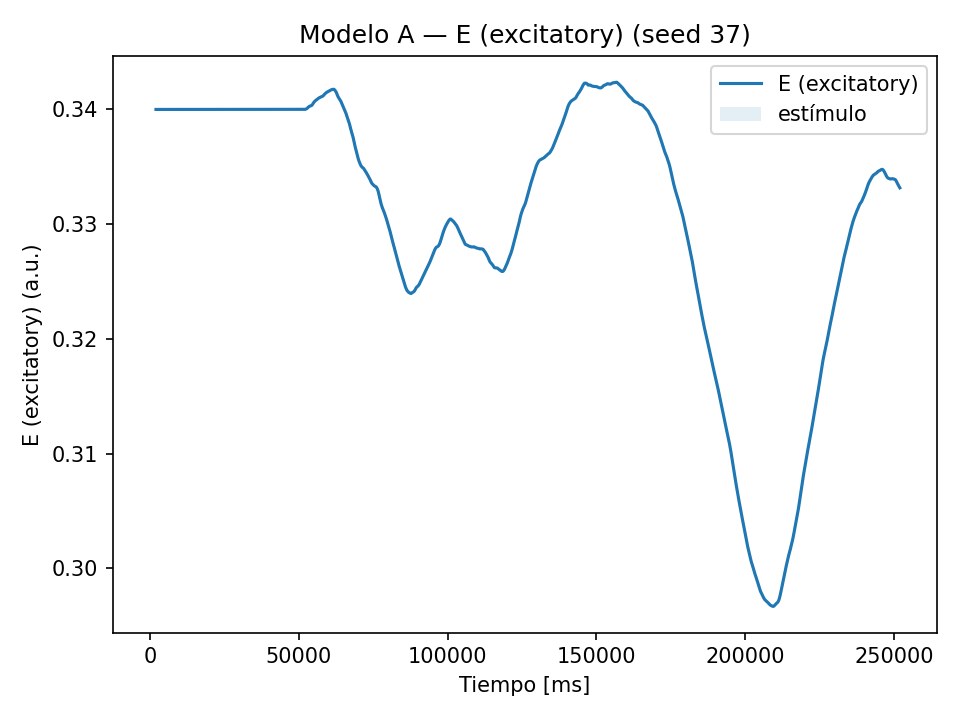 Modelo A — E (excitatory) (seed 37)
E (excitatory)
estímulo
E (excitatory) (a.u.)
0.34
0.33
0.32
0.31
0.30
0
50000
100000
150000
200000
250000
Tiempo [ms]